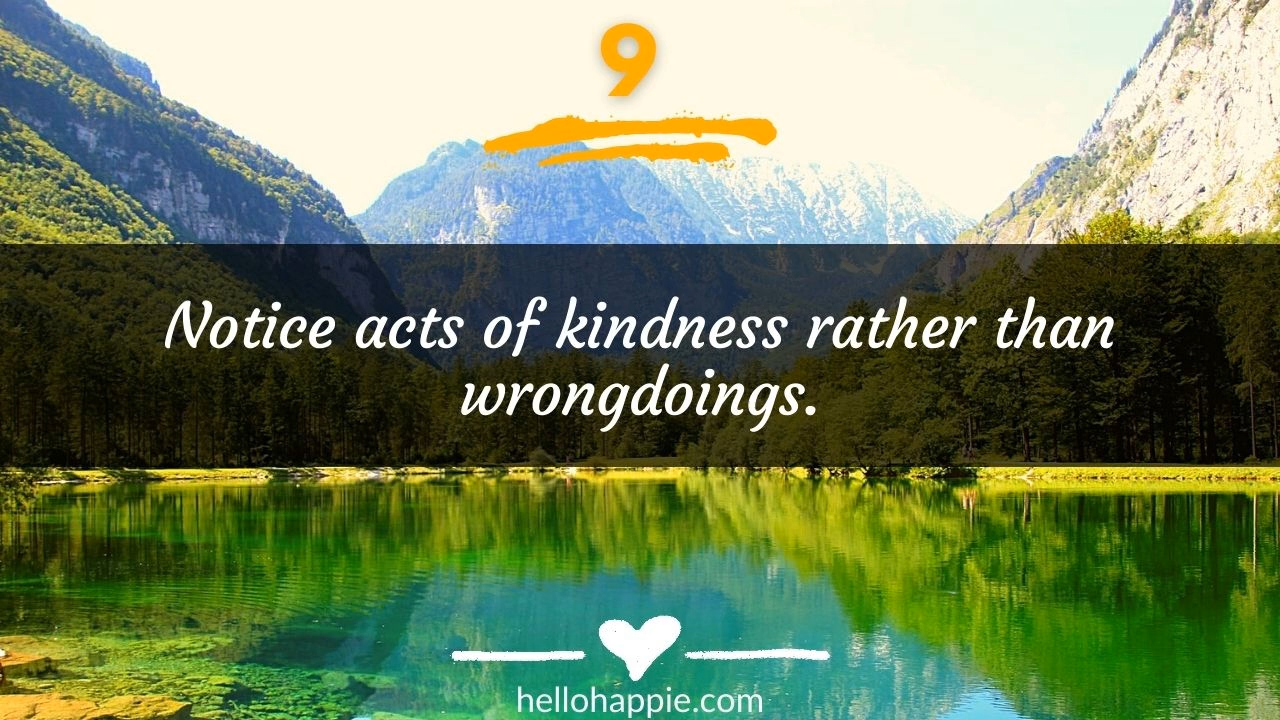 9
Notice acts of kindness rather than
wrongdoings.
hellohappie.com